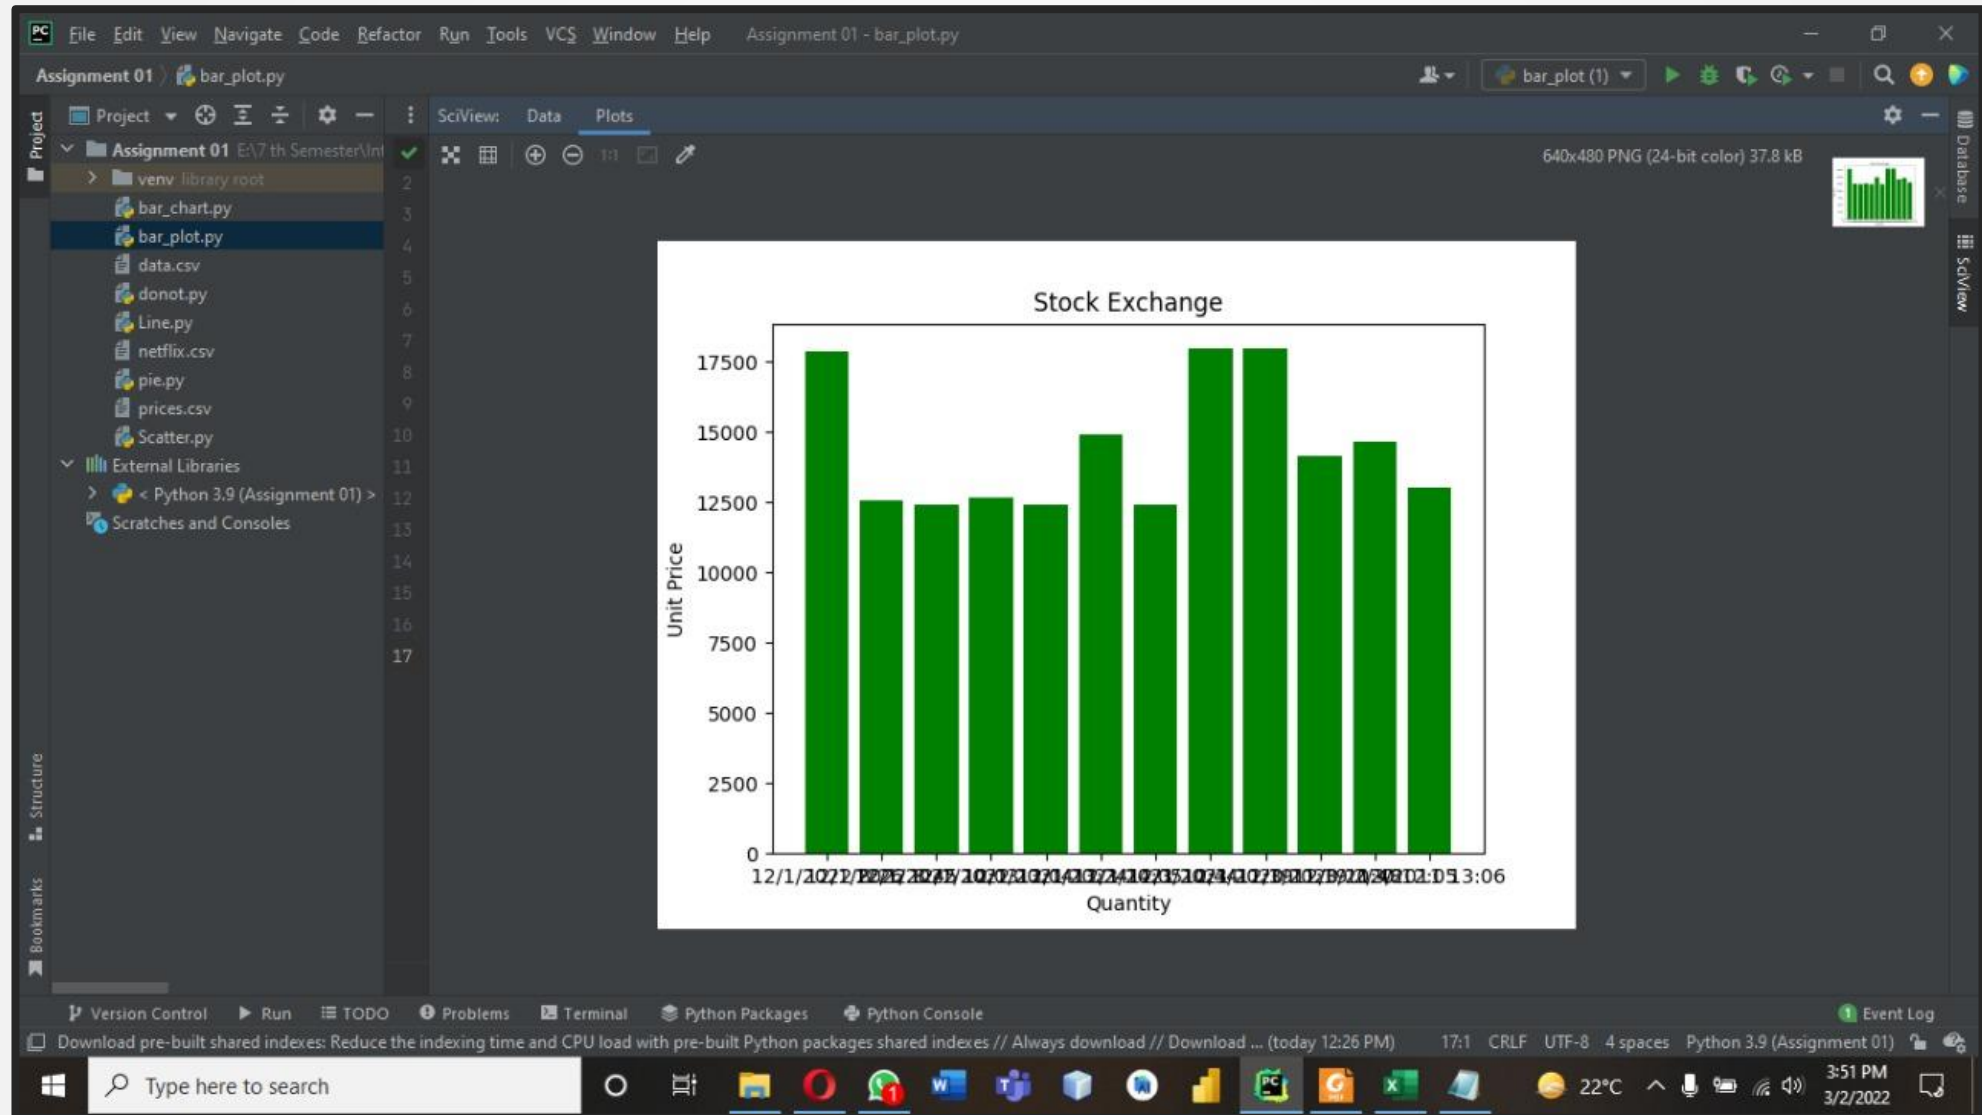 File Edit View Navigate Code Refactor Run Tools VCS Window Help Assignment 01 - bar_plot.py
Assignment 01 bar_plot.py bar_plot (1)
Project
Project
SciView: Data Plots
Assignment 01 E:\7 th Semester\Int
640x480 PNG (24-bit color) 37.8 kB
Database
venv library root
bar_chart.py
bar_plot.py
data.csv
donot.py
Line.py
netflix.csv
pie.py
prices.csv
Scatter.py
External Libraries
< Python 3.9 (Assignment 01) >
Scratches and Consoles
SciView
2
3
4
5
6
7
8
9
10
11
12
13
14
15
16
17
Stock Exchange
17500
15000
12500
10000
7500
5000
2500
0
Unit Price
Quantity
Structure
Bookmarks
Version Control Run TODO Problems Terminal Python Packages Python Console 1 Event Log
Download pre-built shared indexes: Reduce the indexing time and CPU load with pre-built Python packages shared indexes // Always download // Download ... (today 12:26 PM) 17:1 CRLF UTF-8 4 spaces Python 3.9 (Assignment 01)
Type here to search
22°C
3:51 PM
3/2/2022